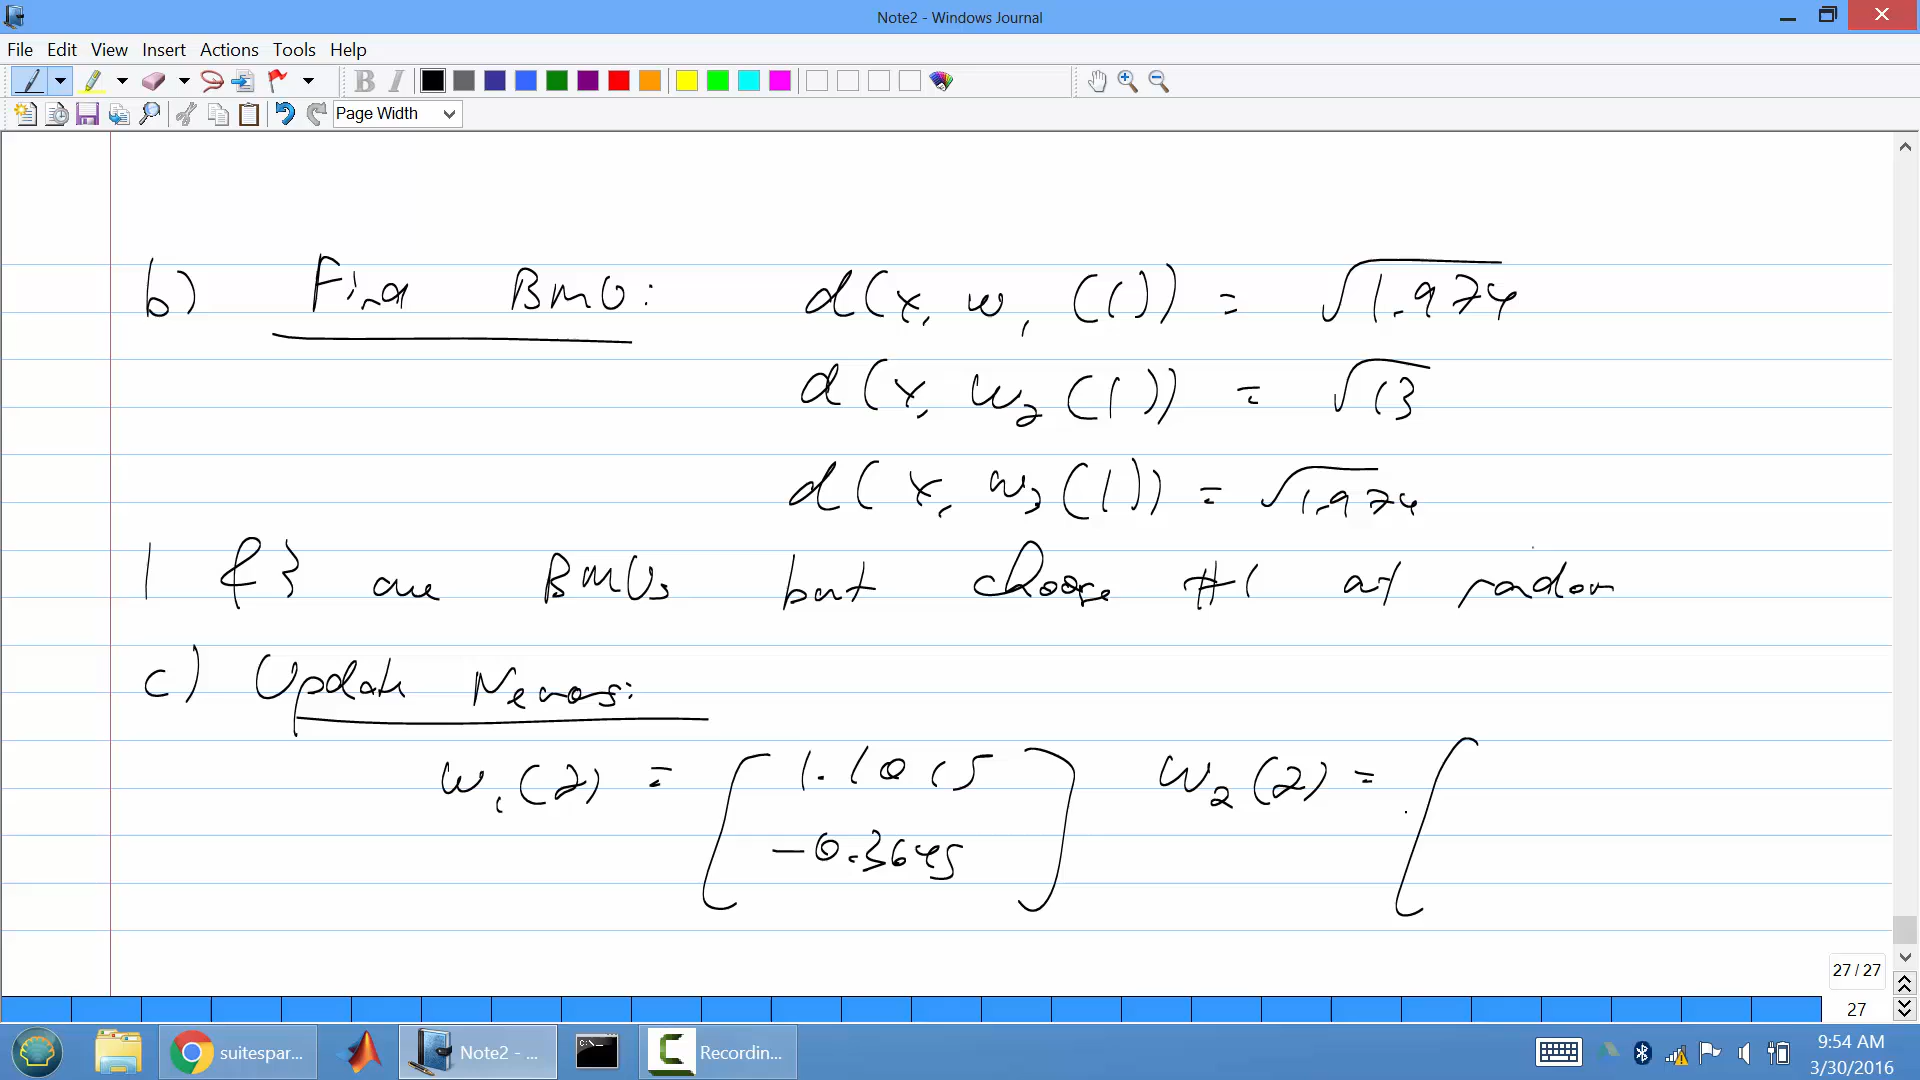 Note2 - Windows Journal
File Edit View Insert Actions Tools Help
B I
Page Width
b) Find BMU: d(x, w₁(1)) = √1.974
d(x, w₂(1)) = √13
d(x, w₃(1)) = √1.974
1 & 3 are BMUs but choose #1 at random
c) Update Neurons:
w₁(2) = [1.1015 w₂(2) = [
-0.3645]
27 / 27
27
suitespar... Note2 - ... C:\_ Recordin... 9:54 AM
3/30/2016